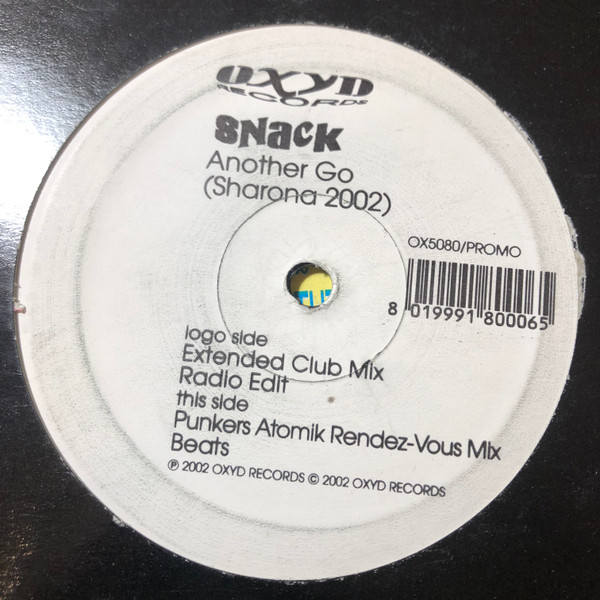 OXYD
RECORDS
SNACK
Another Go
(Sharona 2002)
OX5080/PROMO
8 019991 800065
logo side
Extended Club Mix
Radio Edit
this side
Punkers Atomik Rendez-Vous Mix
Beats
℗ 2002 OXYD RECORDS © 2002 OXYD RECORDS